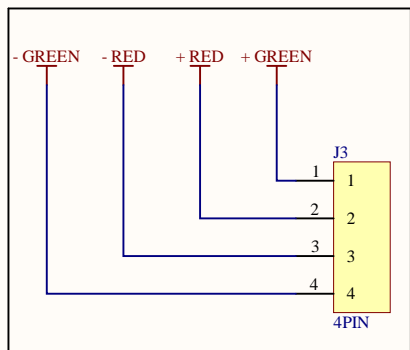 - GREEN - RED + RED + GREEN
J3
1 1
2 2
3 3
4 4
4PIN